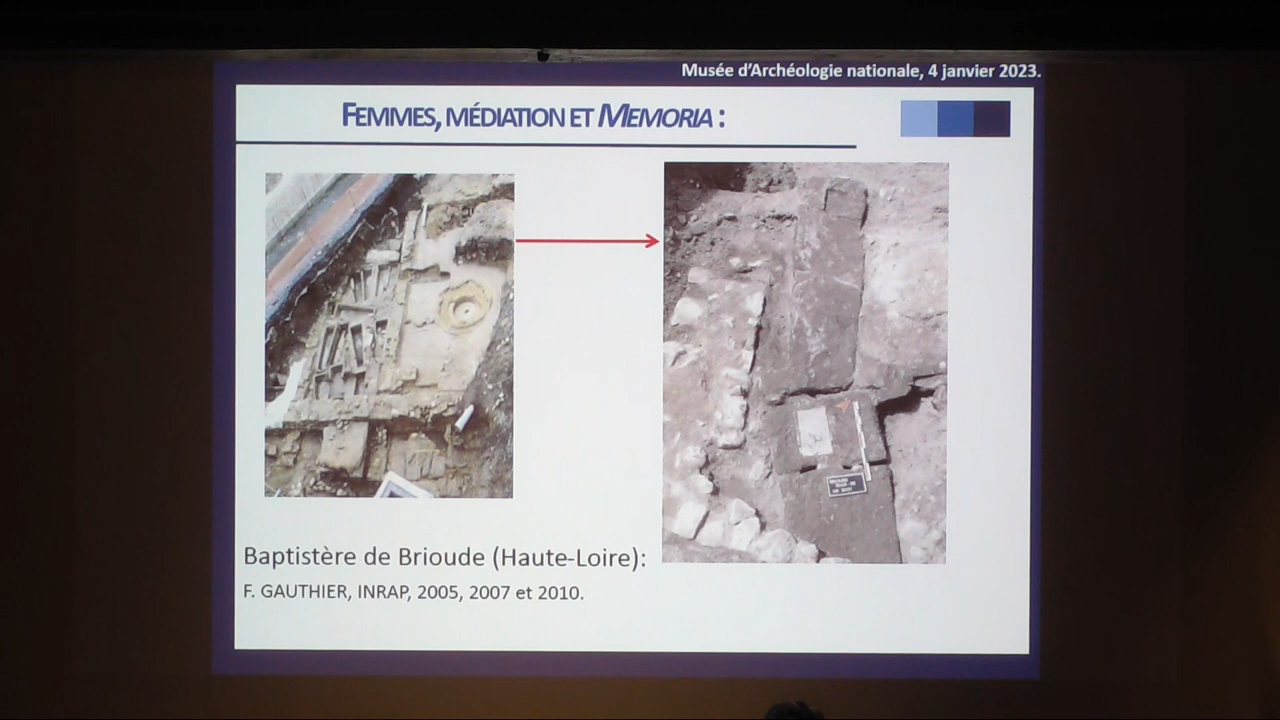 Musée d'Archéologie nationale, 4 janvier 2023.
FEMMES, MÉDIATION ET MEMORIA :
Baptistère de Brioude (Haute-Loire):
F. GAUTHIER, INRAP, 2005, 2007 et 2010.